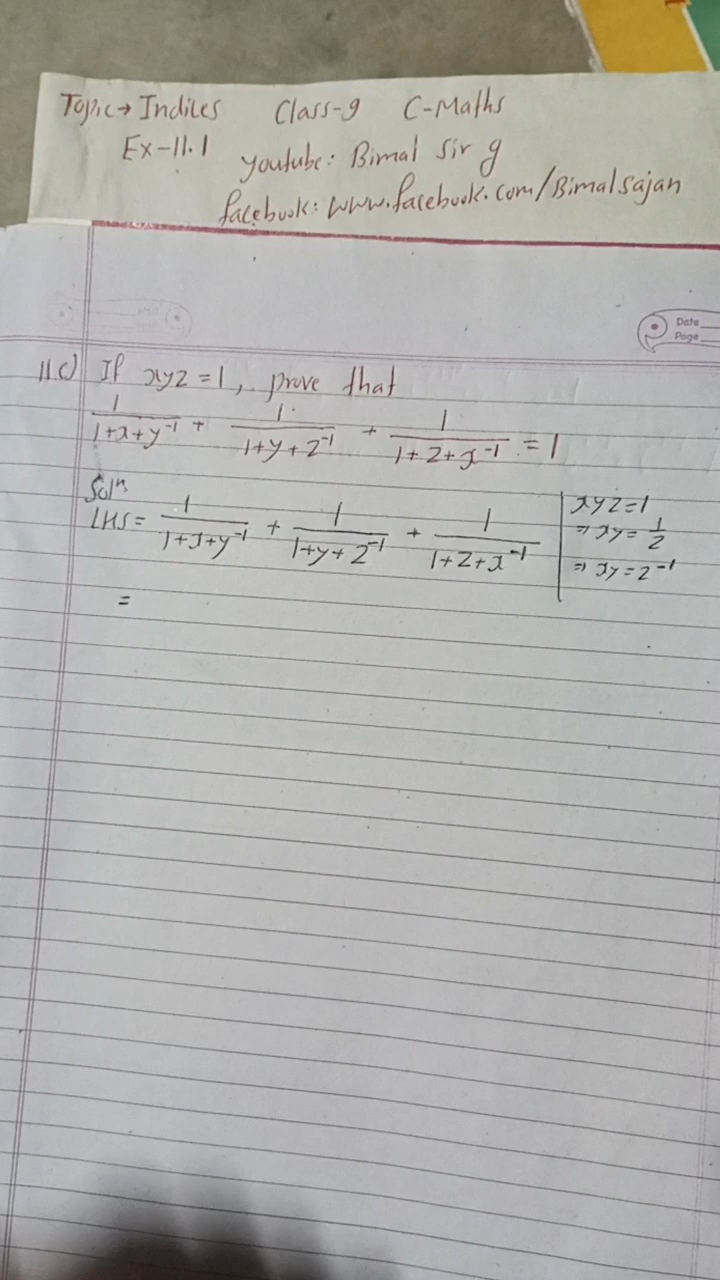 Topic→ Indices Class-9 C-Maths
Ex-11.1 youtube: Bimal Sir g
facebook: www.facebook.com/Bimalsajan
Date
Page
11c) If xyz = 1, prove that
1/(1+x+y⁻¹) + 1/(1+y+z⁻¹) + 1/(1+z+x⁻¹) = 1
Solⁿ,
LHS = 1/(1+x+y⁻¹) + 1/(1+y+z⁻¹) + 1/(1+z+x⁻¹)
xyz=1
⇒ xy = 1/z
⇒ xy = z⁻¹
=